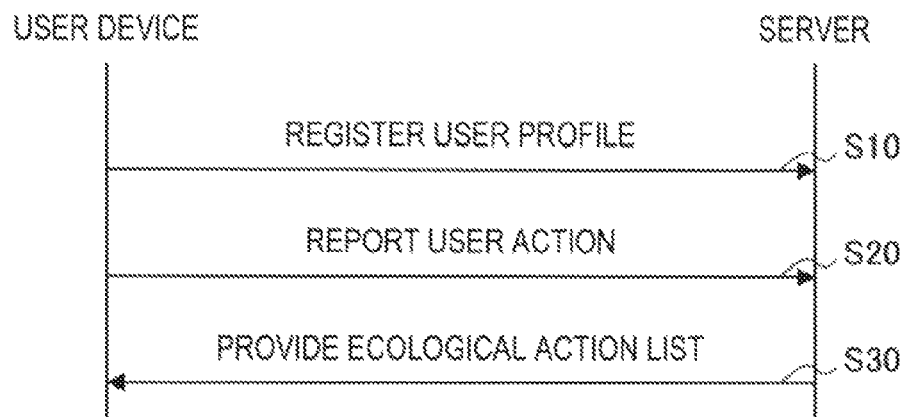 USER DEVICE SERVER
REGISTER USER PROFILE S10
REPORT USER ACTION S20
PROVIDE ECOLOGICAL ACTION LIST S30